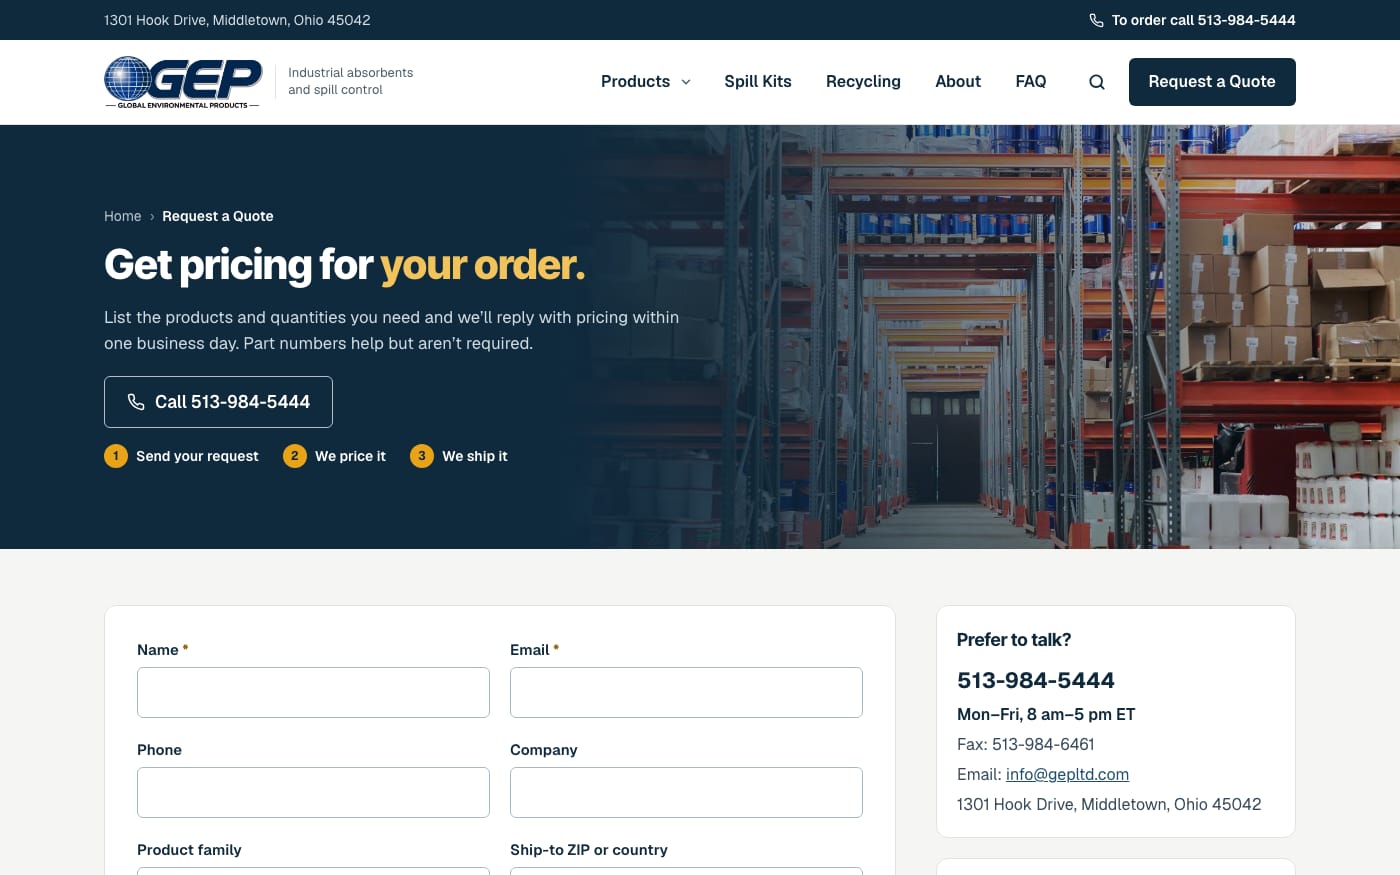 1301 Hook Drive, Middletown, Ohio 45042
To order call 513-984-5444
GEP
GLOBAL ENVIRONMENTAL PRODUCTS
Industrial absorbents
and spill control
Products
Spill Kits
Recycling
About
FAQ
Request a Quote
Home › Request a Quote
Get pricing for your order.
List the products and quantities you need and we’ll reply with pricing within
one business day. Part numbers help but aren’t required.
Call 513-984-5444
1 Send your request
2 We price it
3 We ship it
Name *
Email *
Phone
Company
Product family
Ship-to ZIP or country
Prefer to talk?
513-984-5444
Mon–Fri, 8 am–5 pm ET
Fax: 513-984-6461
Email: info@gepltd.com
1301 Hook Drive, Middletown, Ohio 45042